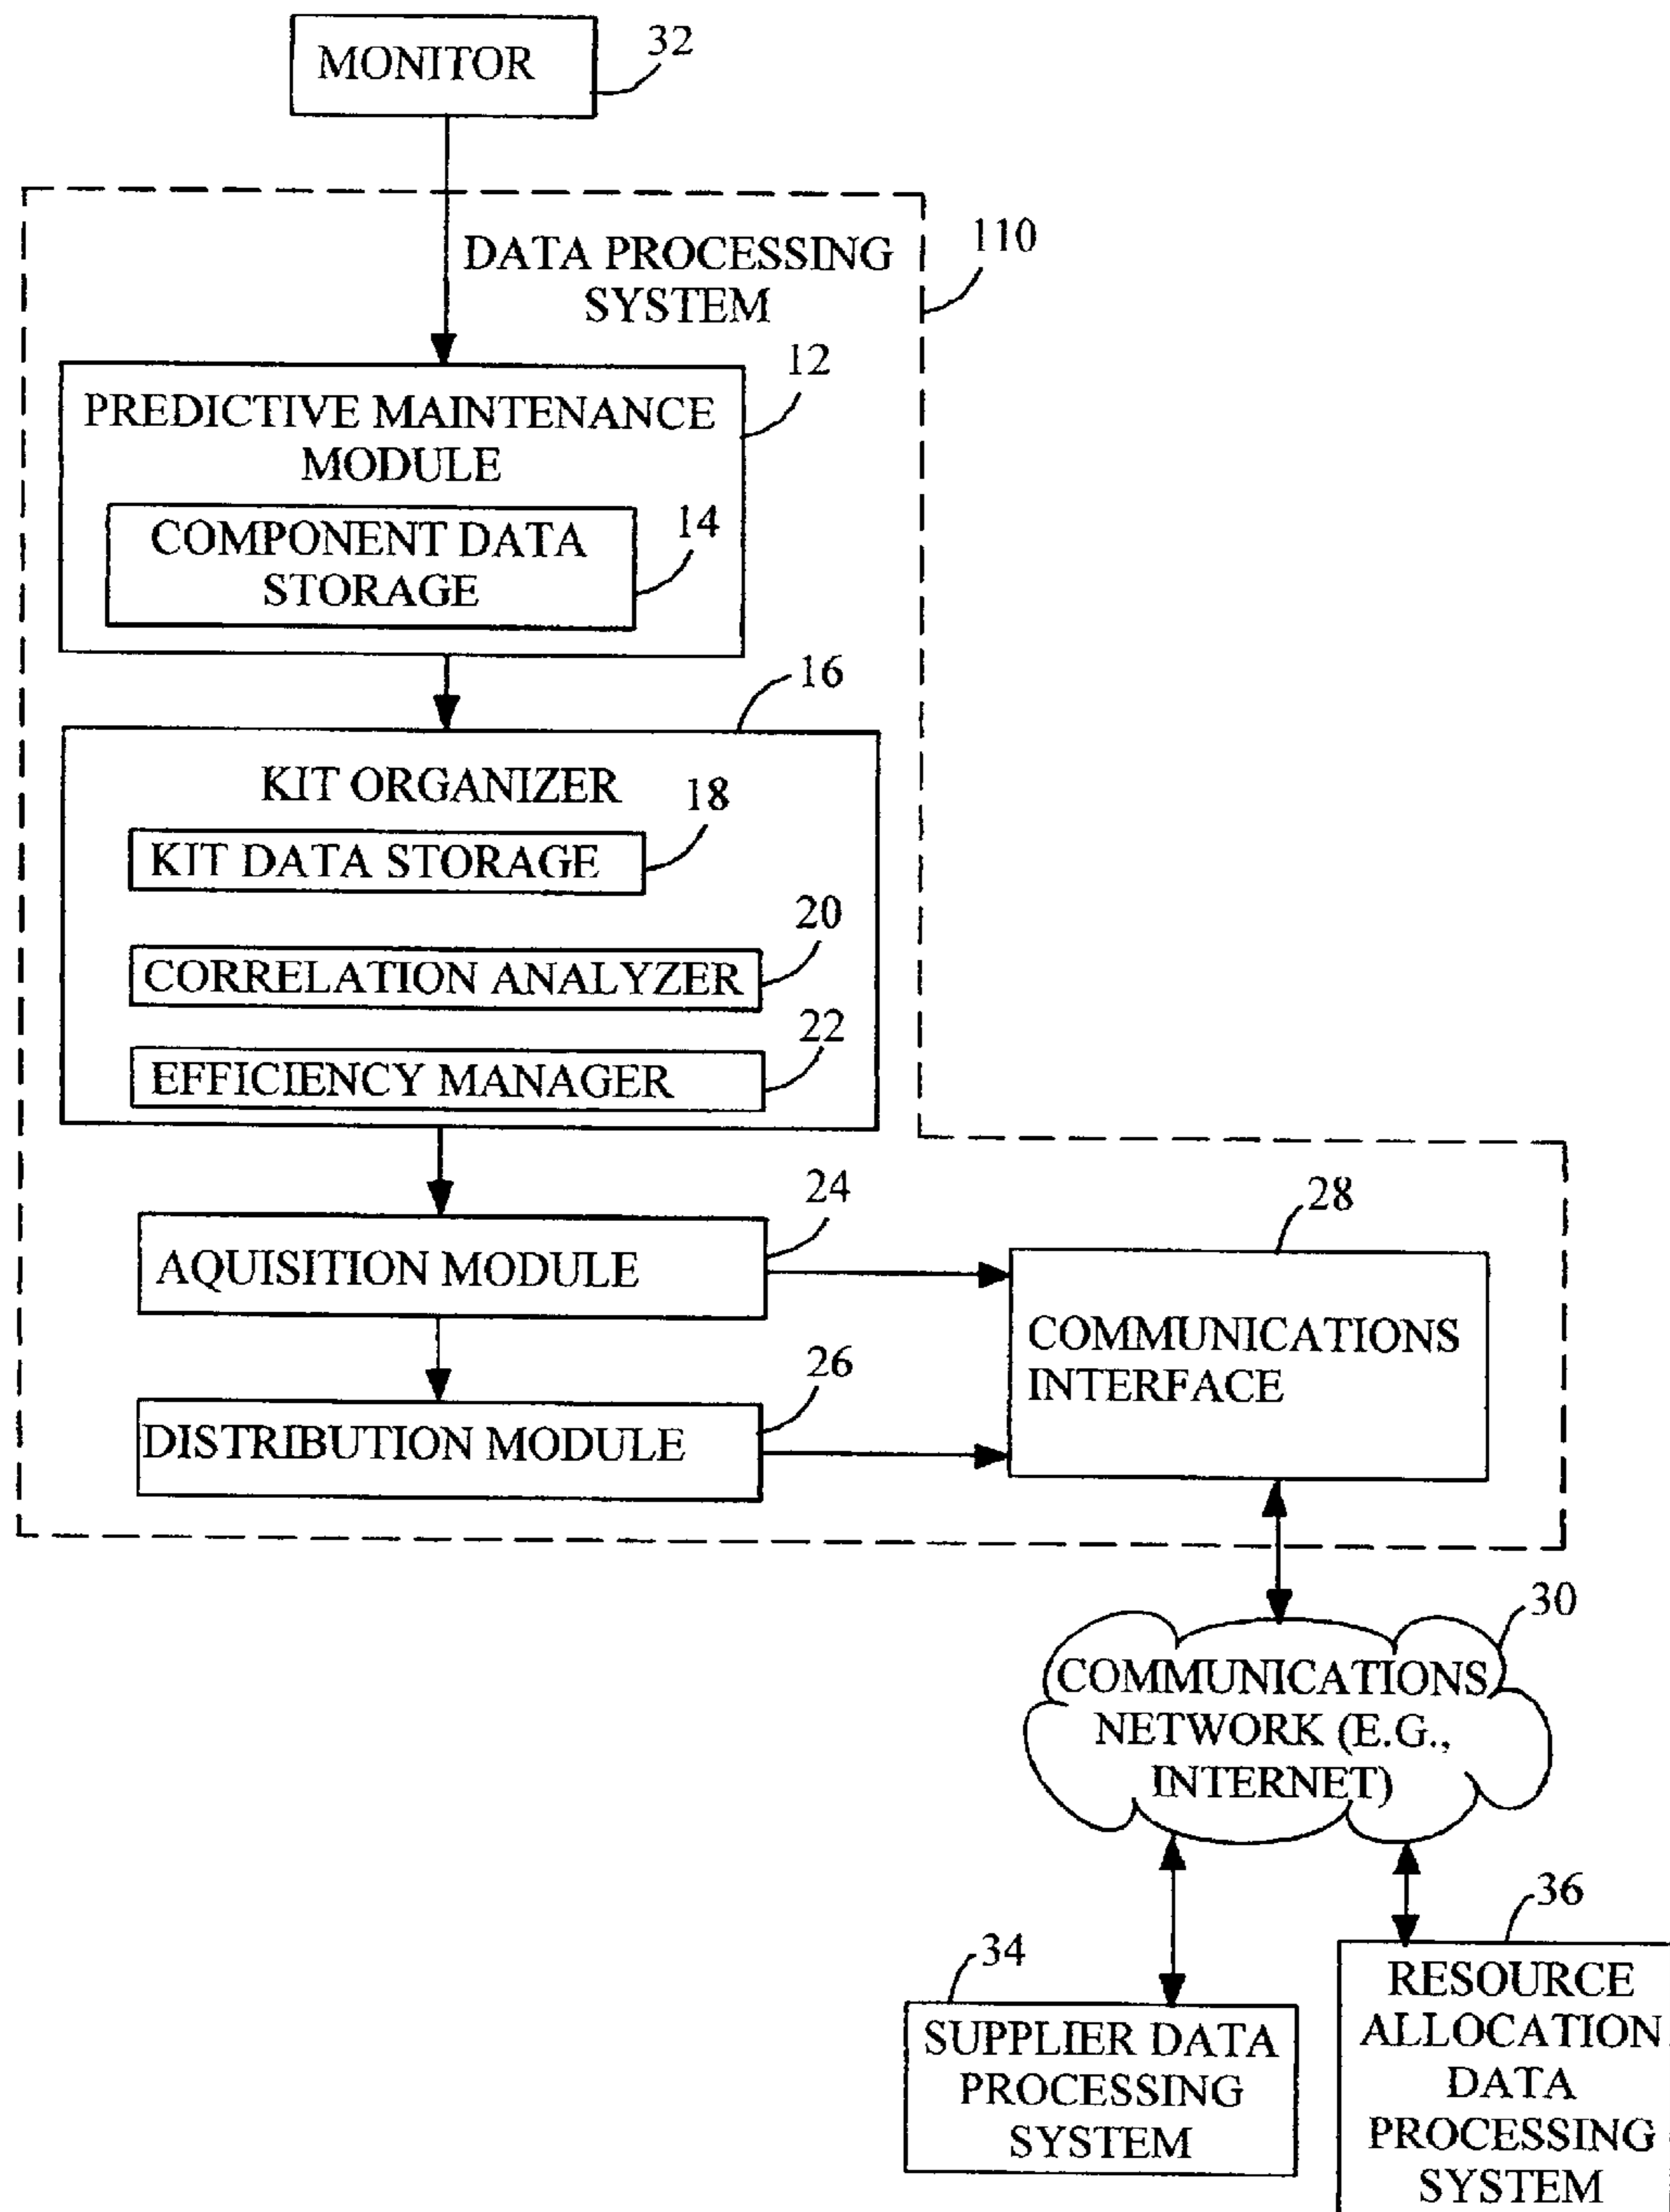 MONITOR
32
DATA PROCESSING
SYSTEM
110
12
PREDICTIVE MAINTENANCE
MODULE
14
COMPONENT DATA
STORAGE
16
KIT ORGANIZER
18
KIT DATA STORAGE
20
CORRELATION ANALYZER
22
EFFICIENCY MANAGER
24
AQUISITION MODULE
28
COMMUNICATIONS
INTERFACE
26
DISTRIBUTION MODULE
30
COMMUNICATIONS
NETWORK (E.G.,
INTERNET)
34
SUPPLIER DATA
PROCESSING
SYSTEM
36
RESOURCE
ALLOCATION
DATA
PROCESSING
SYSTEM